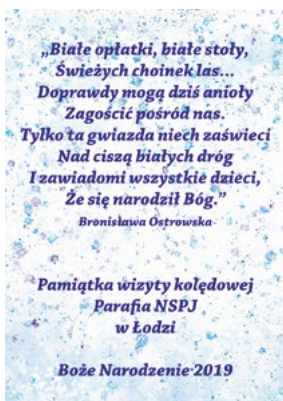 „Białe opłatki, białe stoły,
Świeżych choinek las...
Doprawdy mogą dziś anioły
Zagościć pośród nas.
Tylko ta gwiazda niech zaświeci
Nad ciszą białych dróg
I zawiadomi wszystkie dzieci,
Że się narodził Bóg.”
Bronisława Ostrowska
Pamiątka wizyty kolędowej
Parafia NSPJ
w Łodzi
Boże Narodzenie 2019